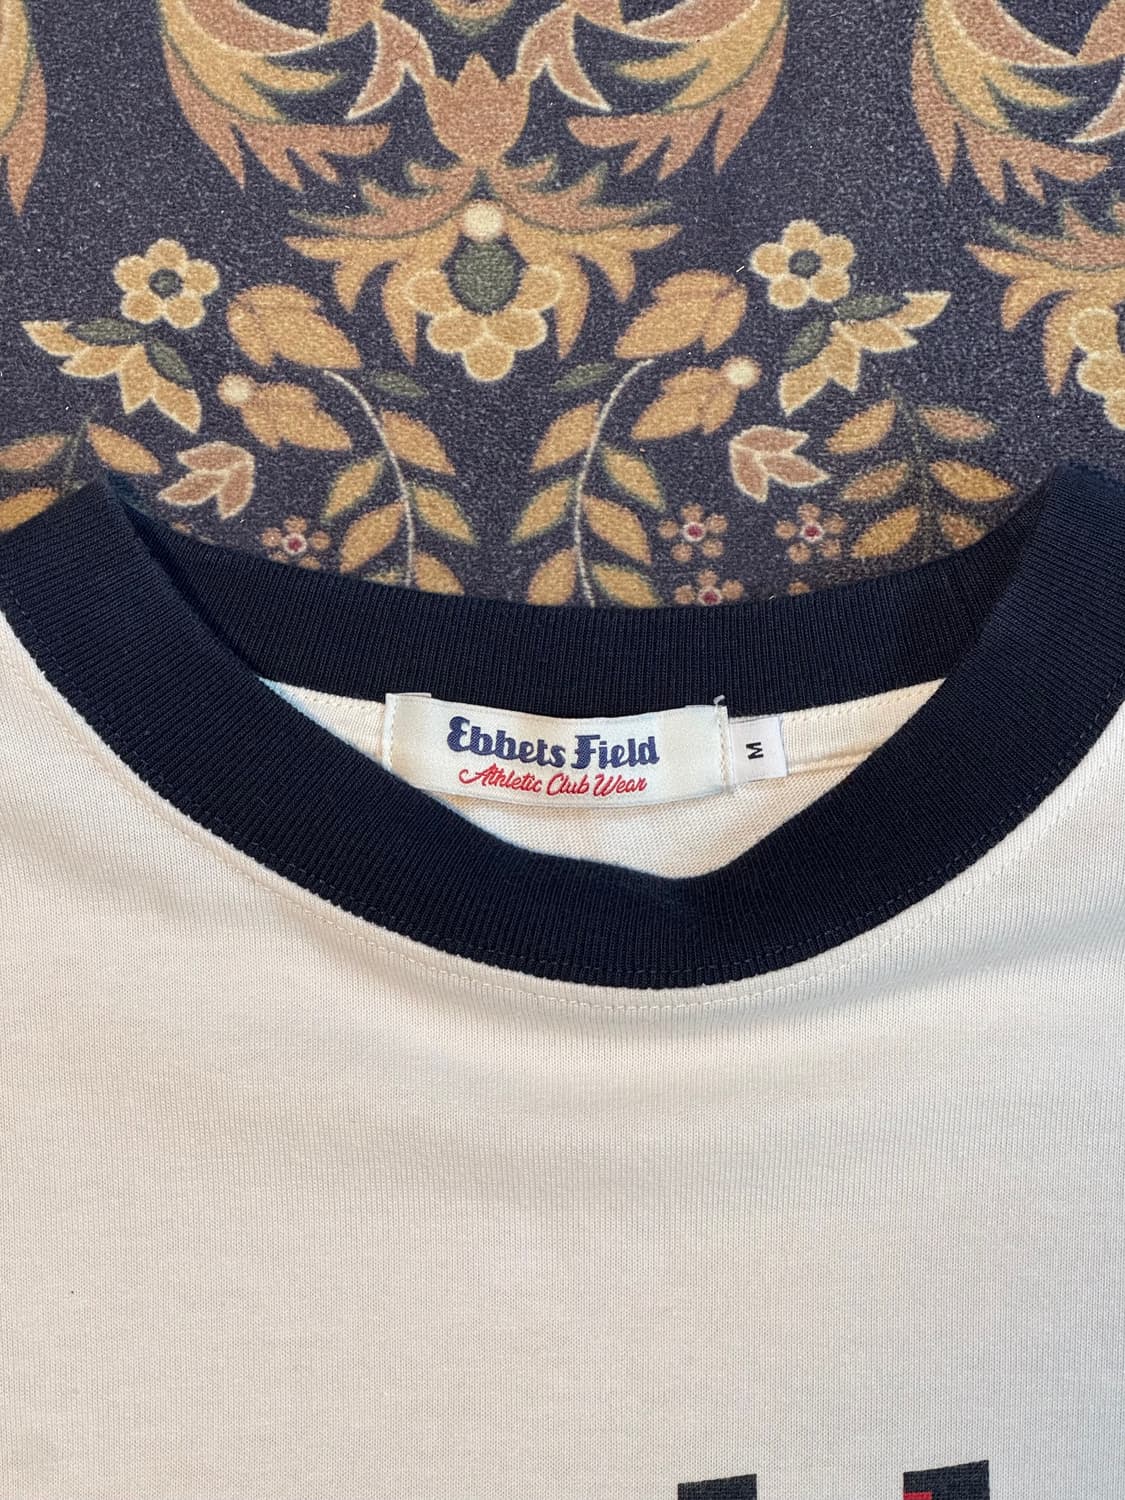 Ebbets Field
Athletic Club Wear
M